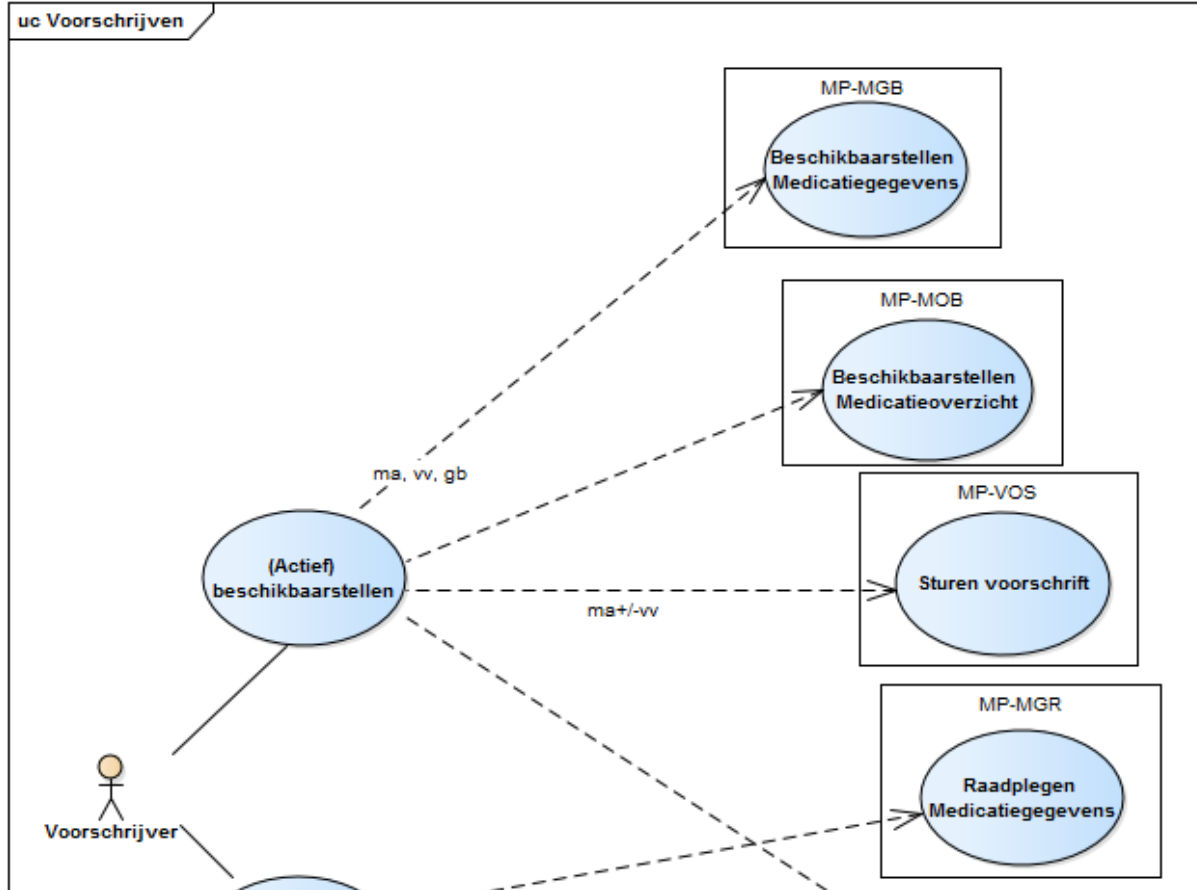 uc Voorschrijven
MP-MGB
Beschikbaarstellen
Medicatiegegevens
MP-MOB
Beschikbaarstellen
Medicatieoverzicht
ma, vv, gb
MP-VOS
(Actief)
beschikbaarstellen
Sturen voorschrift
ma+/-vv
MP-MGR
Raadplegen
Medicatiegegevens
Voorschrijver